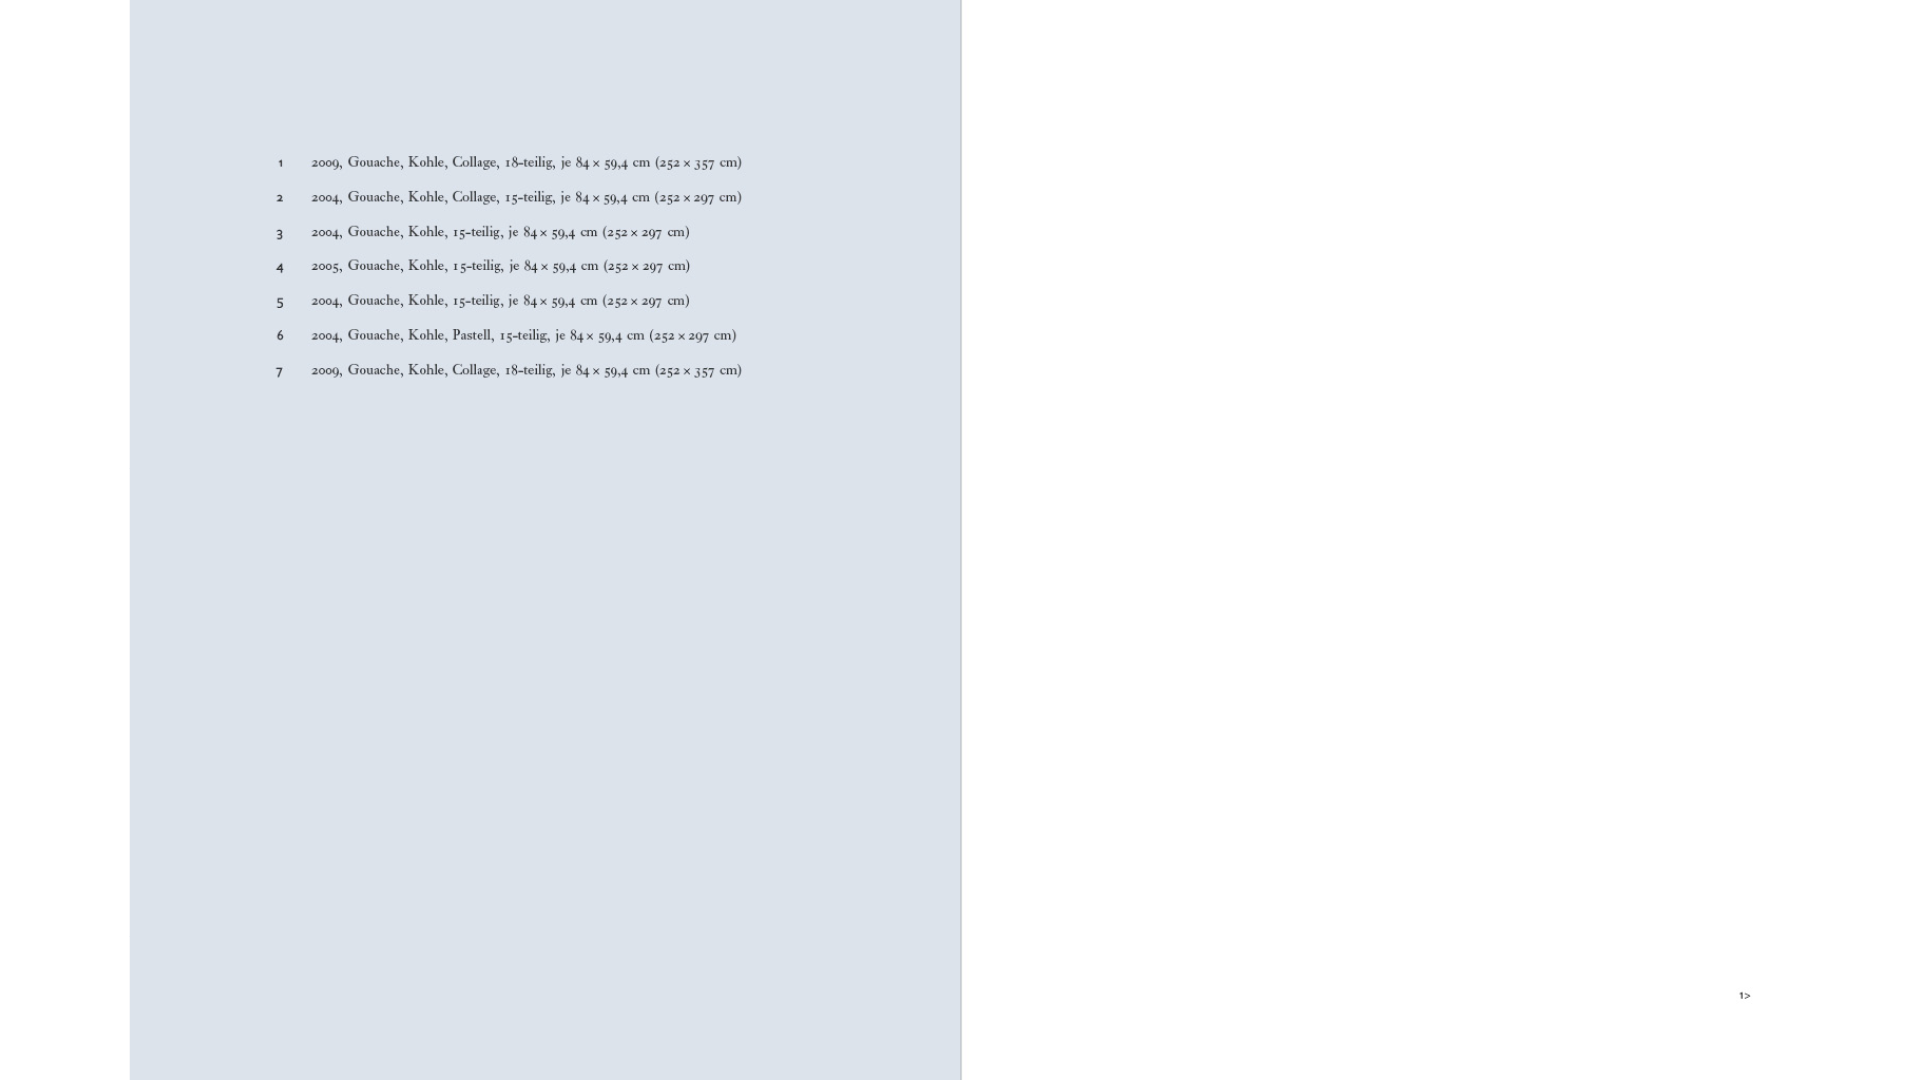 1 2009, Gouache, Kohle, Collage, 18-teilig, je 84 × 59,4 cm (252 × 357 cm)
2 2004, Gouache, Kohle, Collage, 15-teilig, je 84 × 59,4 cm (252 × 297 cm)
3 2004, Gouache, Kohle, 15-teilig, je 84 × 59,4 cm (252 × 297 cm)
4 2005, Gouache, Kohle, 15-teilig, je 84 × 59,4 cm (252 × 297 cm)
5 2004, Gouache, Kohle, 15-teilig, je 84 × 59,4 cm (252 × 297 cm)
6 2004, Gouache, Kohle, Pastell, 15-teilig, je 84 × 59,4 cm (252 × 297 cm)
7 2009, Gouache, Kohle, Collage, 18-teilig, je 84 × 59,4 cm (252 × 357 cm)
1>